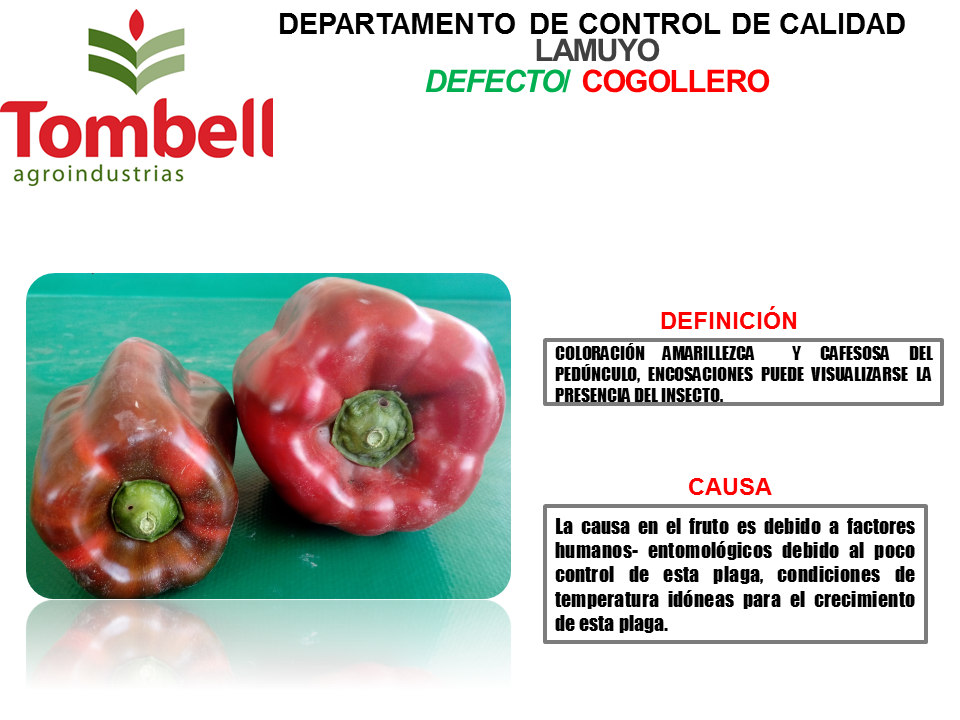 DEPARTAMENTO DE CONTROL DE CALIDAD
LAMUYO
DEFECTO/ COGOLLERO
Tombell
agroindustrias
DEFINICIÓN
COLORACIÓN AMARILLEZCA Y CAFESOSA DEL
PEDÚNCULO, ENCOSACIONES PUEDE VISUALIZARSE LA
PRESENCIA DEL INSECTO.
CAUSA
La causa en el fruto es debido a factores
humanos- entomológicos debido al poco
control de esta plaga, condiciones de
temperatura idóneas para el crecimiento
de esta plaga.